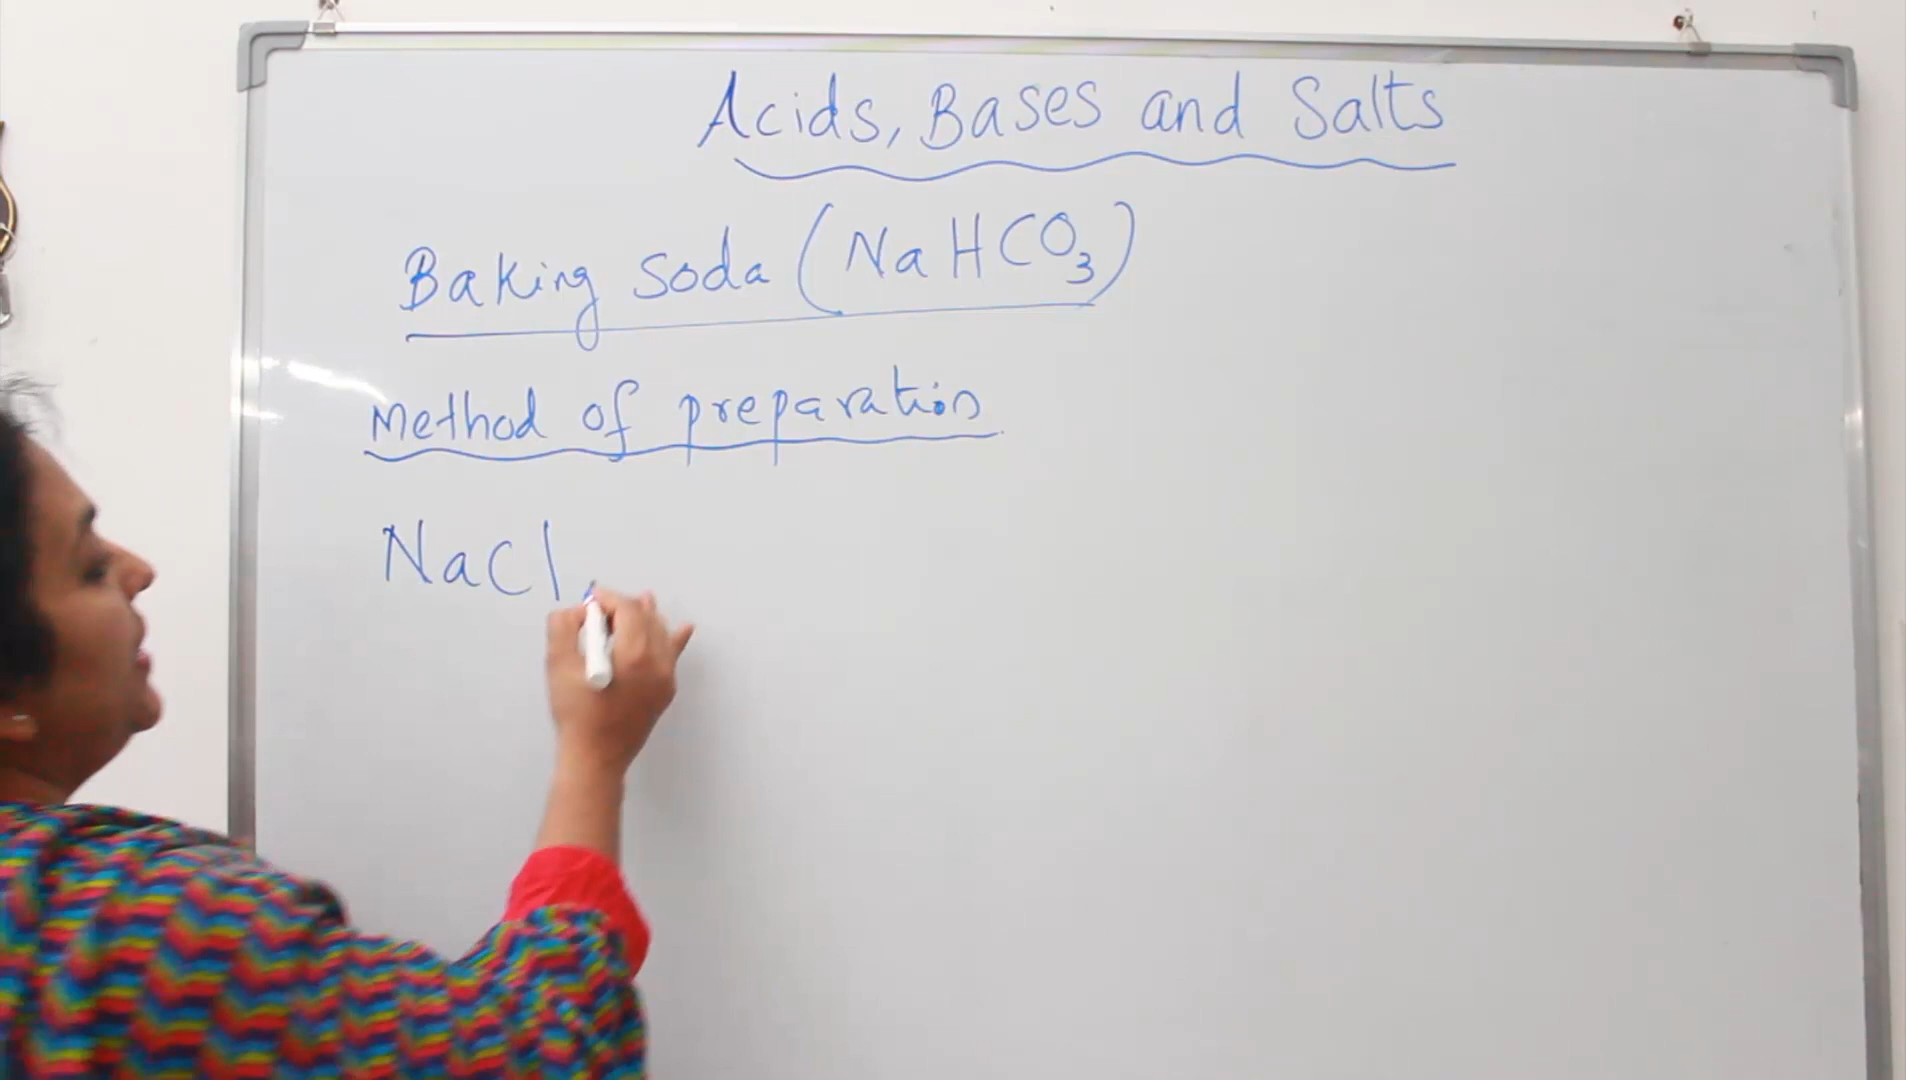 Acids, Bases and Salts
Baking Soda (NaHCO₃)
Method of preparation
NaCl